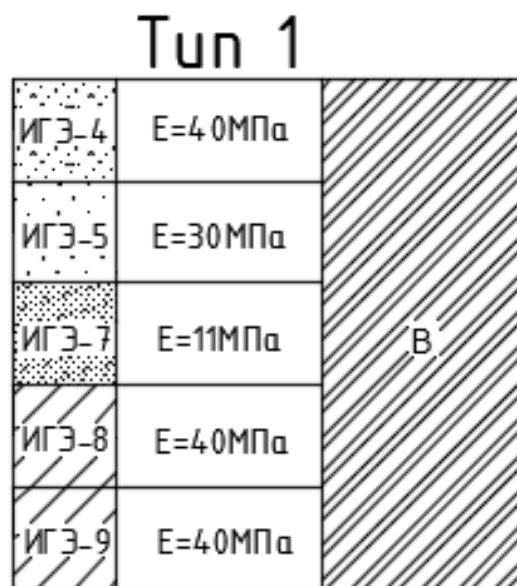 Тип 1
ИГЭ-4 E=40МПа
ИГЭ-5 E=30МПа
ИГЭ-7 E=11МПа
В
ИГЭ-8 E=40МПа
ИГЭ-9 E=40МПа